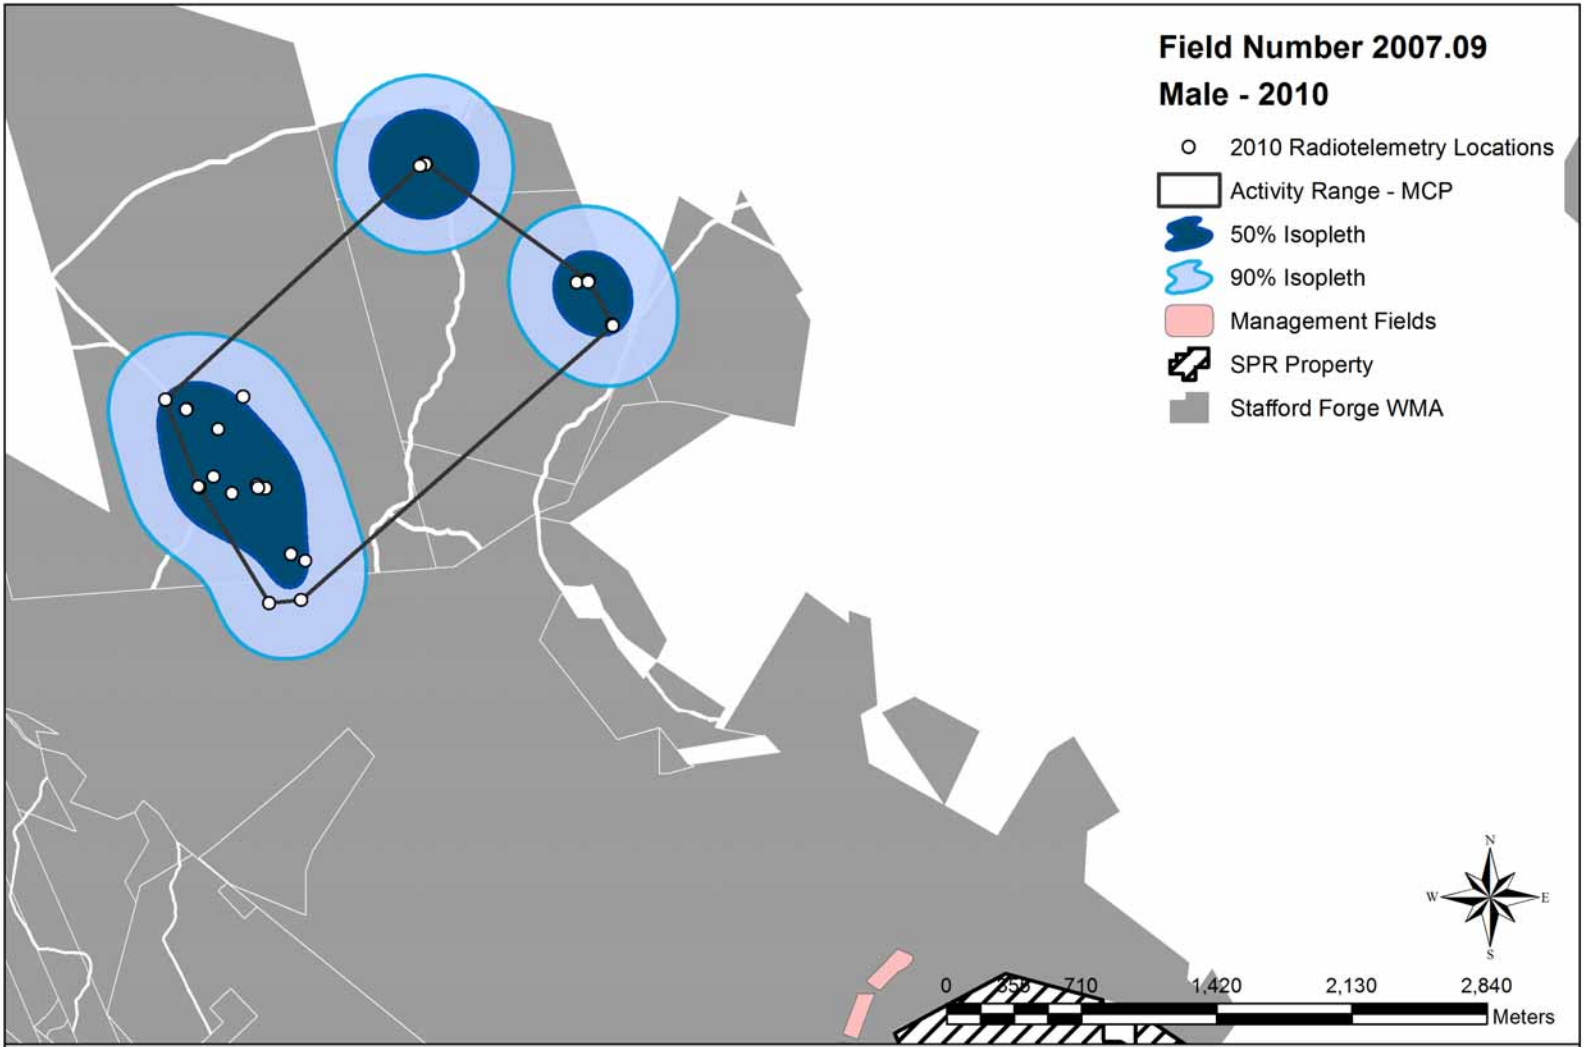 Field Number 2007.09
Male - 2010
2010 Radiotelemetry Locations
Activity Range - MCP
50% Isopleth
90% Isopleth
Management Fields
SPR Property
Stafford Forge WMA
N
W E
S
0 355 710 1,420 2,130 2,840
Meters